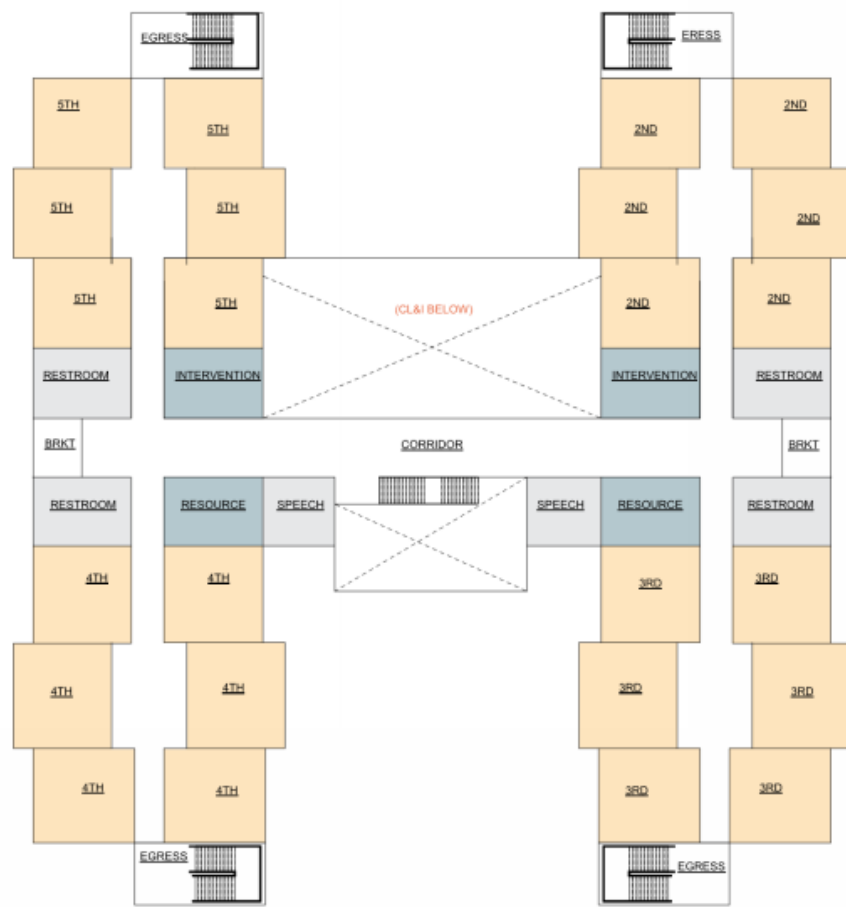 EGRESS
ERESS
5TH
5TH
2ND
2ND
5TH
5TH
2ND
2ND
5TH
5TH
(CL&I BELOW)
2ND
2ND
RESTROOM
INTERVENTION
INTERVENTION
RESTROOM
BRKT
CORRIDOR
BRKT
RESTROOM
RESOURCE
SPEECH
SPEECH
RESOURCE
RESTROOM
4TH
4TH
3RD
3RD
4TH
4TH
3RD
3RD
4TH
4TH
3RD
3RD
EGRESS
EGRESS